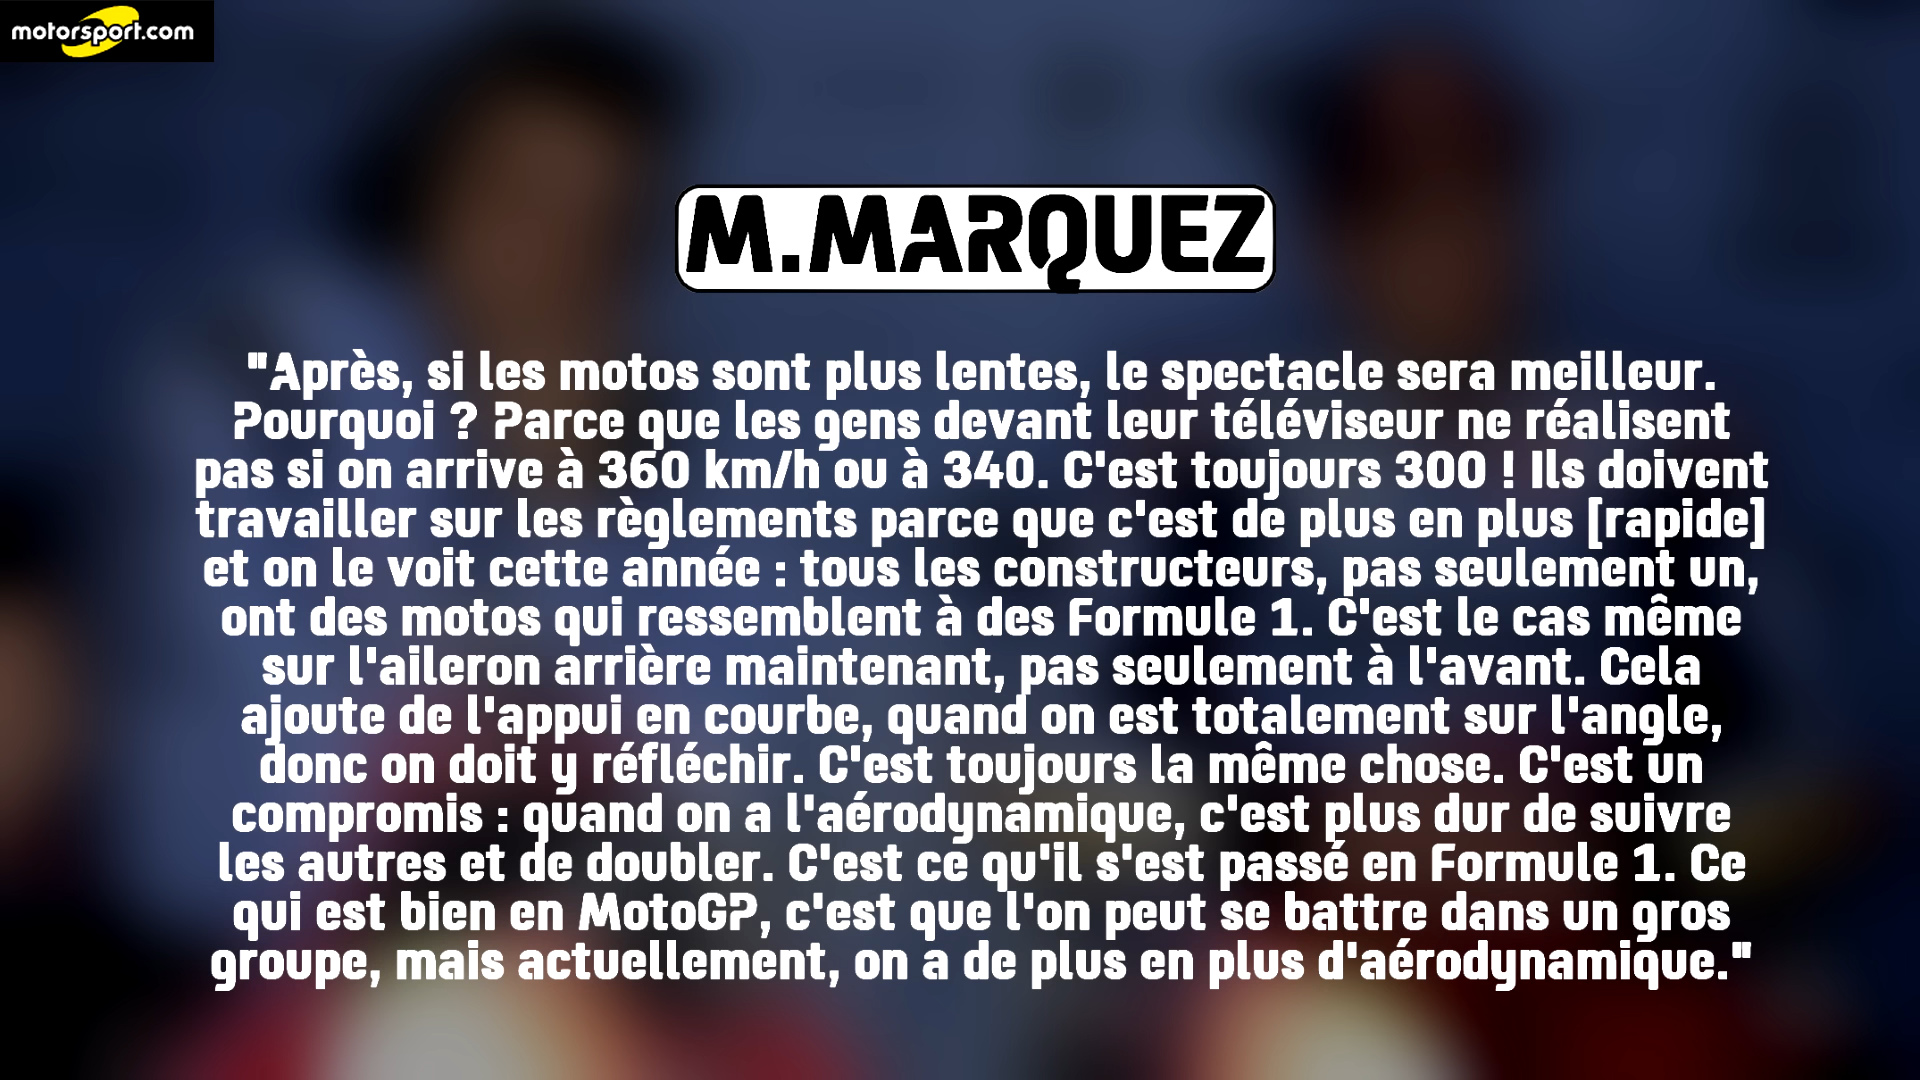 motorsport.com
M.MARQUEZ
"Après, si les motos sont plus lentes, le spectacle sera meilleur.
Pourquoi ? Parce que les gens devant leur téléviseur ne réalisent
pas si on arrive à 360 km/h ou à 340. C'est toujours 300 ! Ils doivent
travailler sur les règlements parce que c'est de plus en plus [rapide]
et on le voit cette année : tous les constructeurs, pas seulement un,
ont des motos qui ressemblent à des Formule 1. C'est le cas même
sur l'aileron arrière maintenant, pas seulement à l'avant. Cela
ajoute de l'appui en courbe, quand on est totalement sur l'angle,
donc on doit y réfléchir. C'est toujours la même chose. C'est un
compromis : quand on a l'aérodynamique, c'est plus dur de suivre
les autres et de doubler. C'est ce qu'il s'est passé en Formule 1. Ce
qui est bien en MotoGP, c'est que l'on peut se battre dans un gros
groupe, mais actuellement, on a de plus en plus d'aérodynamique."